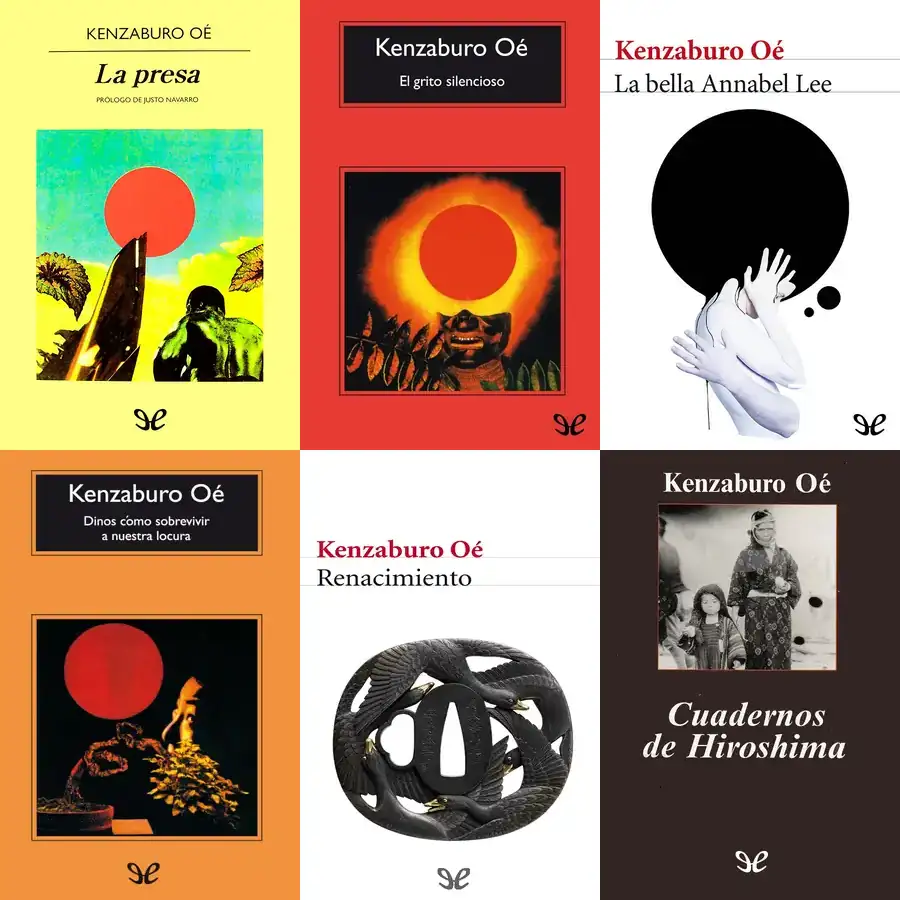 KENZABURO OÉ
La presa
PRÓLOGO DE JUSTO NAVARRO
Kenzaburo Oé
El grito silencioso
Kenzaburo Oé
La bella Annabel Lee
Kenzaburo Oé
Dinos cómo sobrevivir
a nuestra locura
Kenzaburo Oé
Renacimiento
Kenzaburo Oé
Cuadernos
de Hiroshima